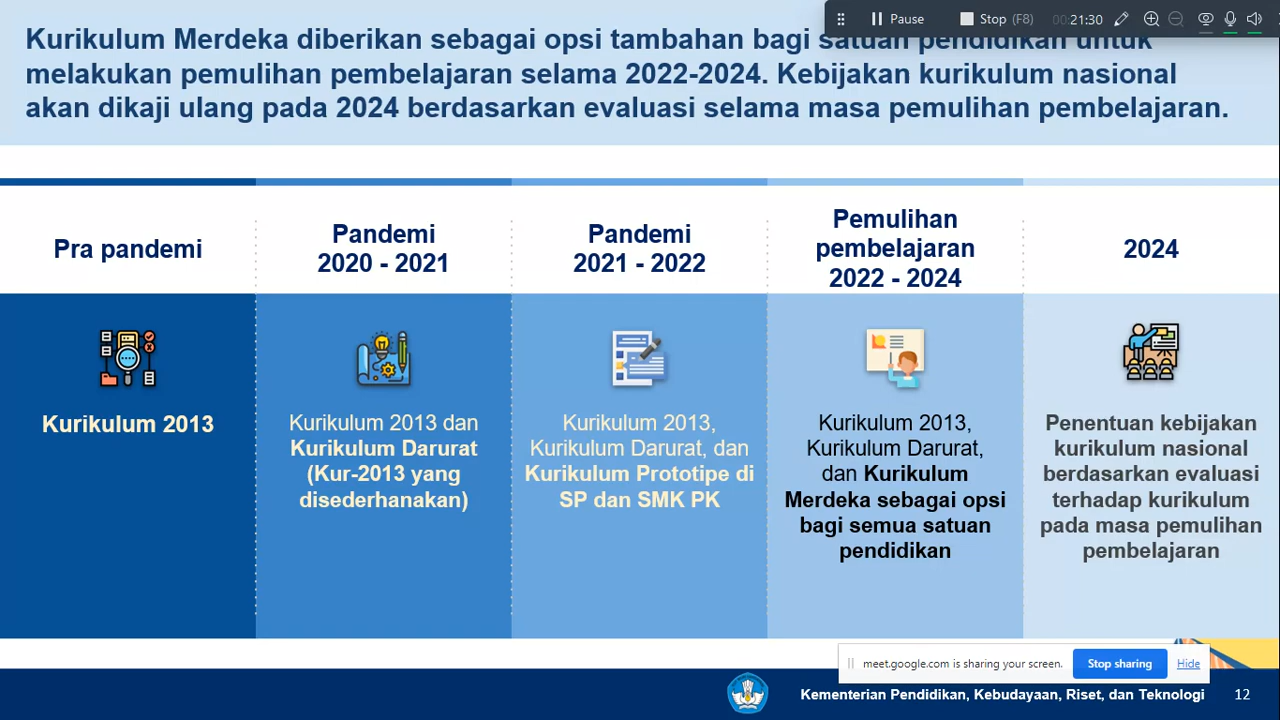 Pause
Stop (F8)
00:21:30
Kurikulum Merdeka diberikan sebagai opsi tambahan bagi satuan pendidikan untuk
melakukan pemulihan pembelajaran selama 2022-2024. Kebijakan kurikulum nasional
akan dikaji ulang pada 2024 berdasarkan evaluasi selama masa pemulihan pembelajaran.
Pra pandemi
Kurikulum 2013
Pandemi
2020 - 2021
Kurikulum 2013 dan
Kurikulum Darurat
(Kur-2013 yang
disederhanakan)
Pandemi
2021 - 2022
Kurikulum 2013,
Kurikulum Darurat, dan
Kurikulum Prototipe di
SP dan SMK PK
Pemulihan
pembelajaran
2022 - 2024
Kurikulum 2013,
Kurikulum Darurat,
dan Kurikulum
Merdeka sebagai opsi
bagi semua satuan
pendidikan
2024
Penentuan kebijakan
kurikulum nasional
berdasarkan evaluasi
terhadap kurikulum
pada masa pemulihan
pembelajaran
meet.google.com is sharing your screen.
Stop sharing
Hide
Kementerian Pendidikan, Kebudayaan, Riset, dan Teknologi
12